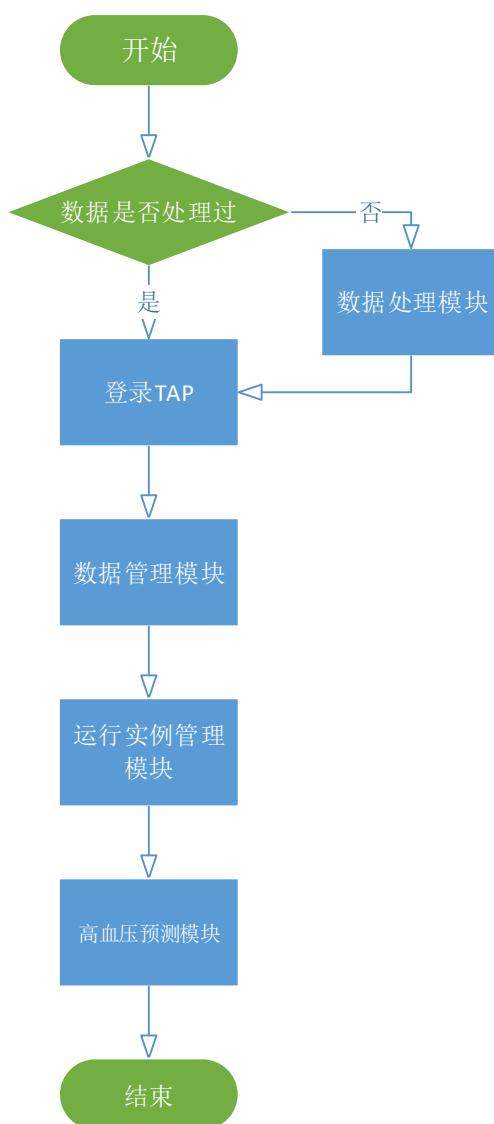 开始
数据是否处理过
否
数据处理模块
是
登录TAP
数据管理模块
运行实例管理
模块
高血压预测模块
结束